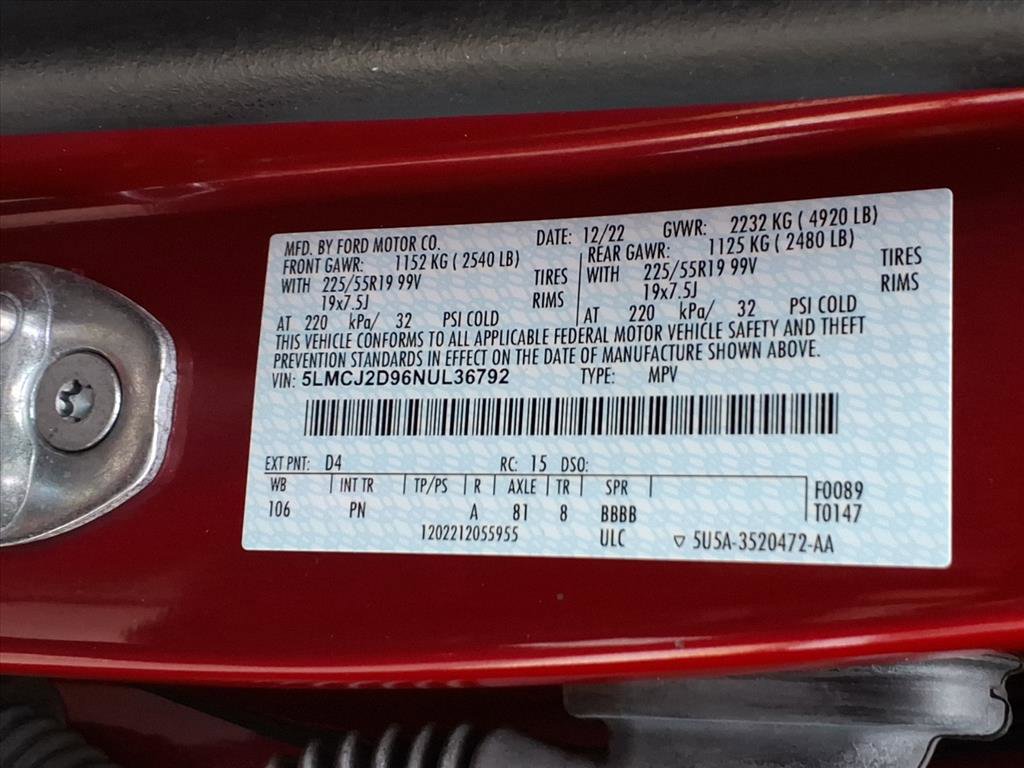 MFD. BY FORD MOTOR CO. DATE: 12/22 GVWR: 2232 KG ( 4920 LB)
FRONT GAWR: 1152 KG ( 2540 LB) REAR GAWR: 1125 KG ( 2480 LB)
WITH 225/55R19 99V TIRES WITH 225/55R19 99V TIRES
19x7.5J RIMS 19x7.5J RIMS
AT 220 kPa/ 32 PSI COLD AT 220 kPa/ 32 PSI COLD
THIS VEHICLE CONFORMS TO ALL APPLICABLE FEDERAL MOTOR VEHICLE SAFETY AND THEFT
PREVENTION STANDARDS IN EFFECT ON THE DATE OF MANUFACTURE SHOWN ABOVE.
VIN: 5LMCJ2D96NUL36792 TYPE: MPV
EXT PNT: D4 RC: 15 DSO:
WB INT TR TP/PS R AXLE TR SPR F0089
106 PN A 81 8 BBBB T0147
1202212055955 ULC ▽ 5U5A-3520472-AA